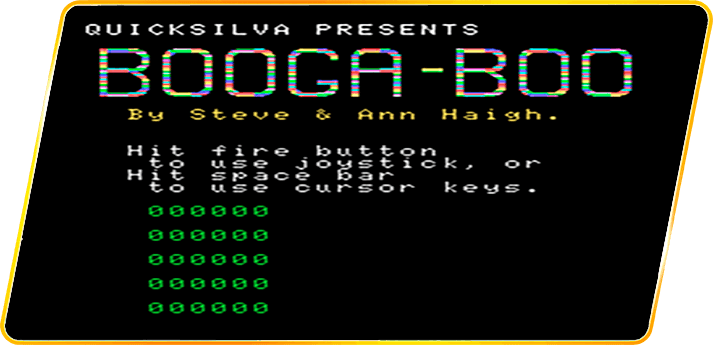 QUICKSILVA PRESENTS
BOOGA-BOO
By Steve & Ann Haigh.
Hit fire button
to use joystick, or
Hit space bar
to use cursor keys.
000000
000000
000000
000000
000000